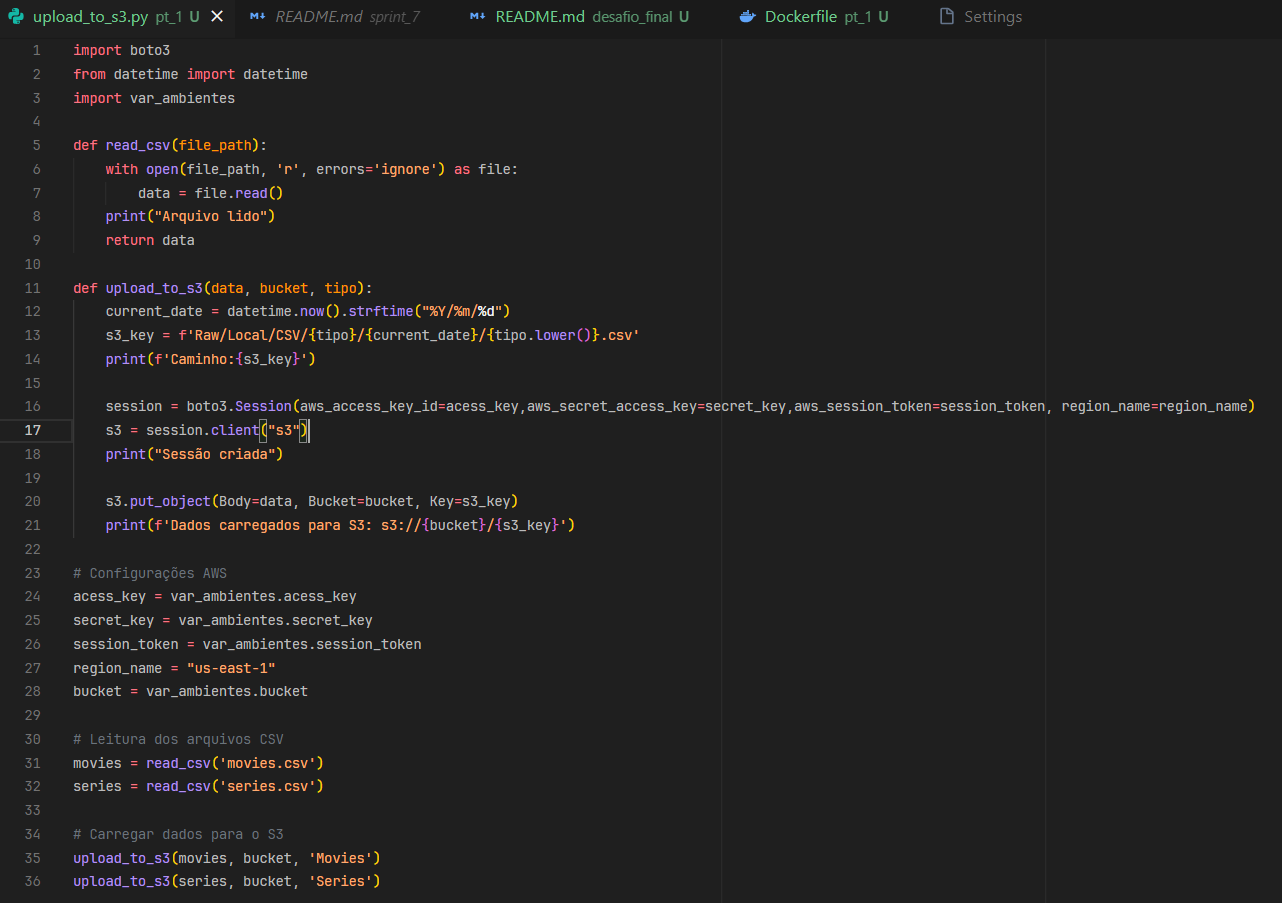 upload_to_s3.py pt_1 U README.md sprint_7 README.md desafio_final U Dockerfile pt_1 U Settings
1 import boto3
2 from datetime import datetime
3 import var_ambientes
4
5 def read_csv(file_path):
6     with open(file_path, 'r', errors='ignore') as file:
7         data = file.read()
8     print("Arquivo lido")
9     return data
10
11 def upload_to_s3(data, bucket, tipo):
12     current_date = datetime.now().strftime("%Y/%m/%d")
13     s3_key = f'Raw/Local/CSV/{tipo}/{current_date}/{tipo.lower()}.csv'
14     print(f'Caminho:{s3_key}')
15
16     session = boto3.Session(aws_access_key_id=acess_key,aws_secret_access_key=secret_key,aws_session_token=session_token, region_name=region_name)
17     s3 = session.client("s3")
18     print("Sessão criada")
19
20     s3.put_object(Body=data, Bucket=bucket, Key=s3_key)
21     print(f'Dados carregados para S3: s3://{bucket}/{s3_key}')
22
23 # Configurações AWS
24 acess_key = var_ambientes.acess_key
25 secret_key = var_ambientes.secret_key
26 session_token = var_ambientes.session_token
27 region_name = "us-east-1"
28 bucket = var_ambientes.bucket
29
30 # Leitura dos arquivos CSV
31 movies = read_csv('movies.csv')
32 series = read_csv('series.csv')
33
34 # Carregar dados para o S3
35 upload_to_s3(movies, bucket, 'Movies')
36 upload_to_s3(series, bucket, 'Series')